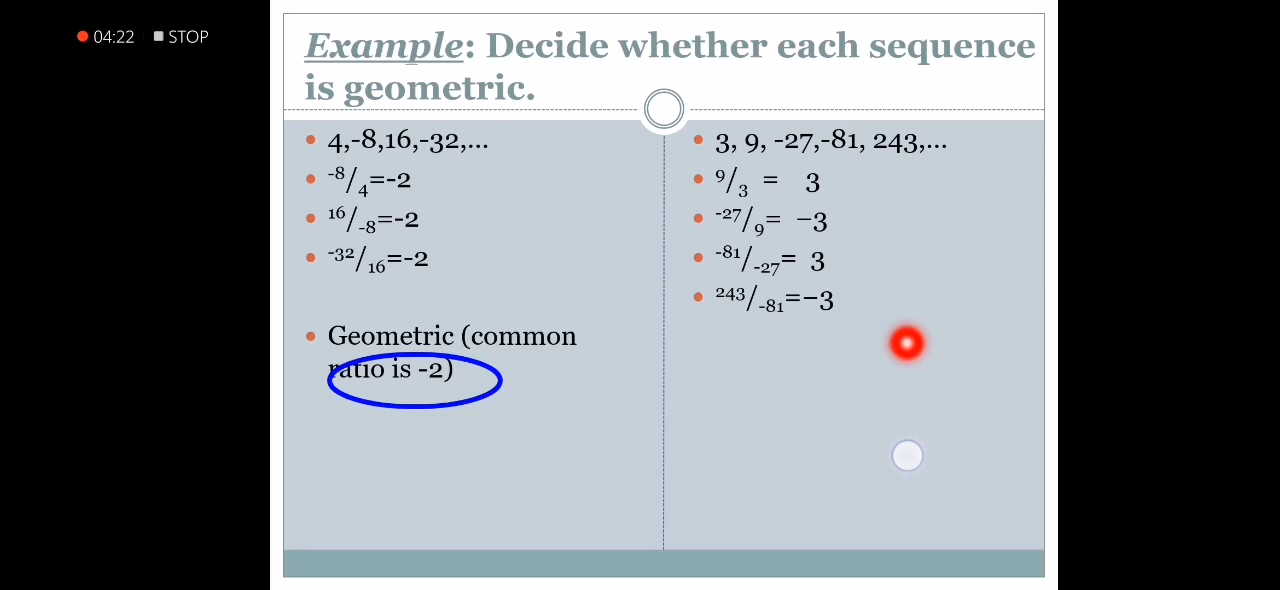 04:22 STOP
Example: Decide whether each sequence
is geometric.
4,-8,16,-32,...
-8/4=-2
16/-8=-2
-32/16=-2
Geometric (common
ratio is -2)
3, 9, -27,-81, 243,...
9/3 = 3
-27/9= −3
-81/-27= 3
243/-81=−3